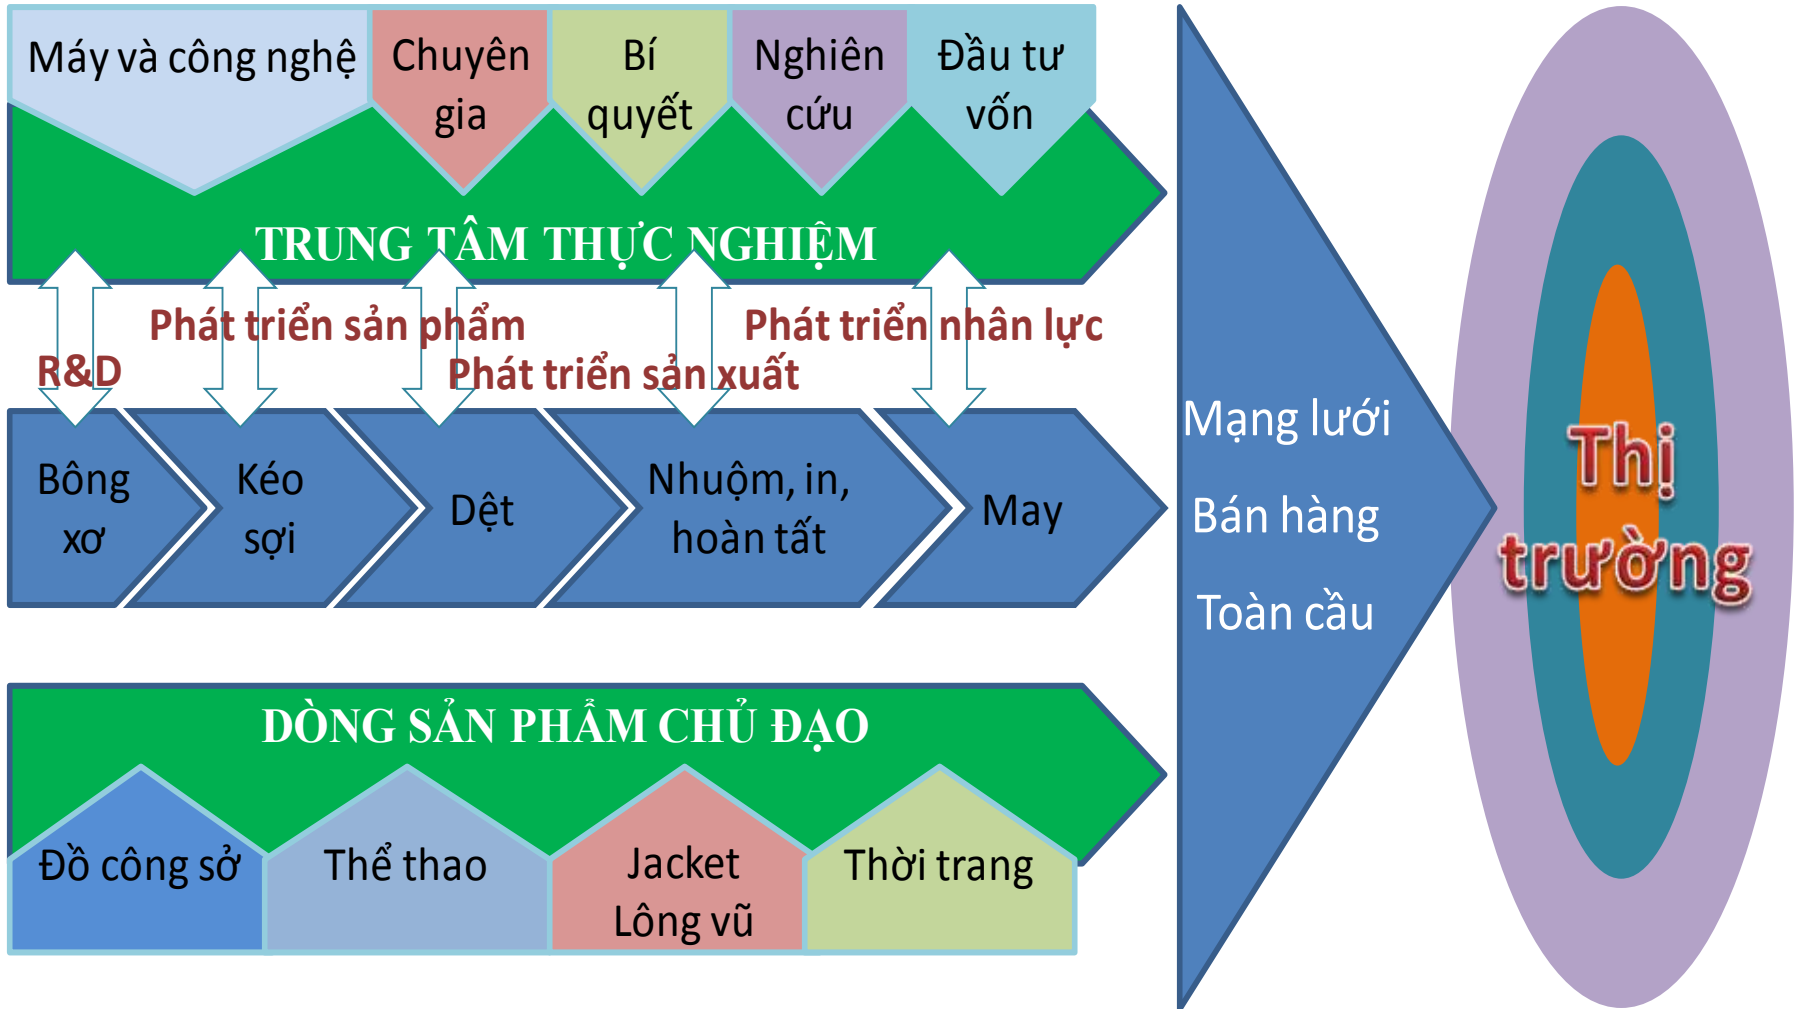 Máy và công nghệ
Chuyên
gia
Bí
quyết
Nghiên
cứu
Đầu tư
vốn
TRUNG TÂM THỰC NGHIỆM
Phát triển sản phẩm
Phát triển nhân lực
R&D
Phát triển sản xuất
Bông
xơ
Kéo
sợi
Dệt
Nhuộm, in,
hoàn tất
May
DÒNG SẢN PHẨM CHỦ ĐẠO
Đồ công sở
Thể thao
Jacket
Lông vũ
Thời trang
Mạng lưới
Bán hàng
Toàn cầu
Thị
trường